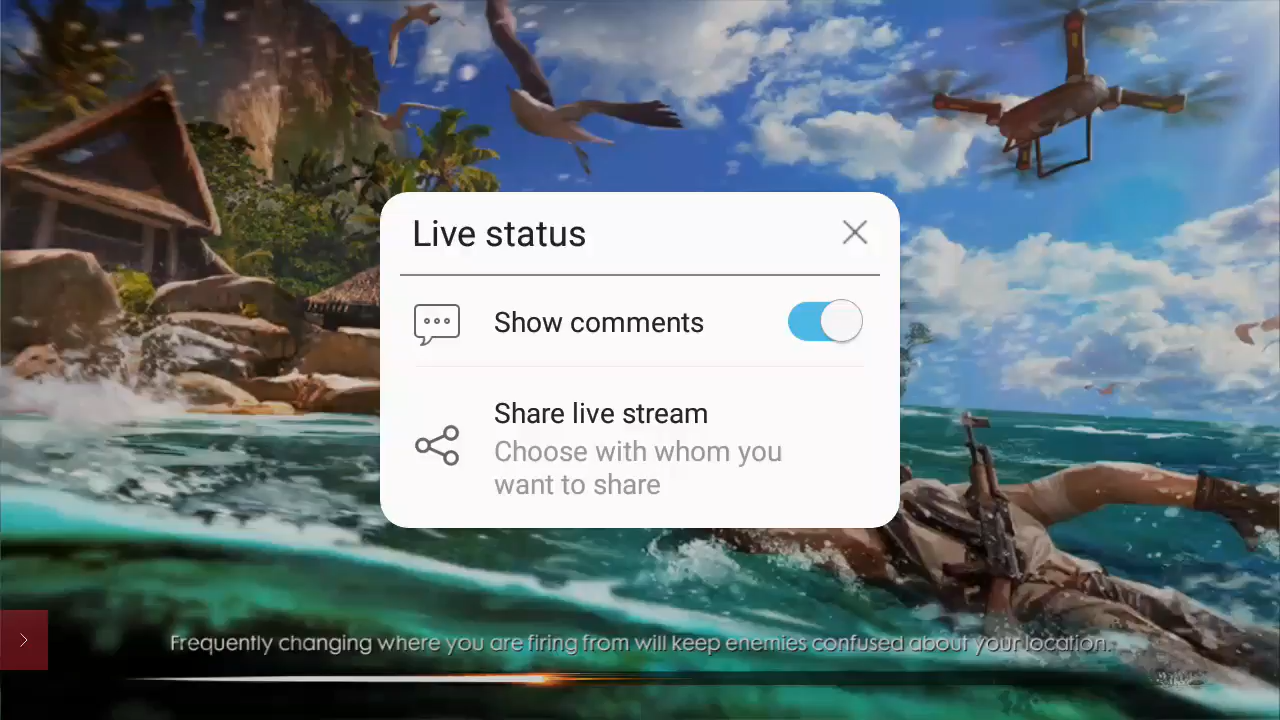 Live status
Show comments
Share live stream
Choose with whom you
want to share
Frequently changing where you are firing from will keep enemies confused about your location.